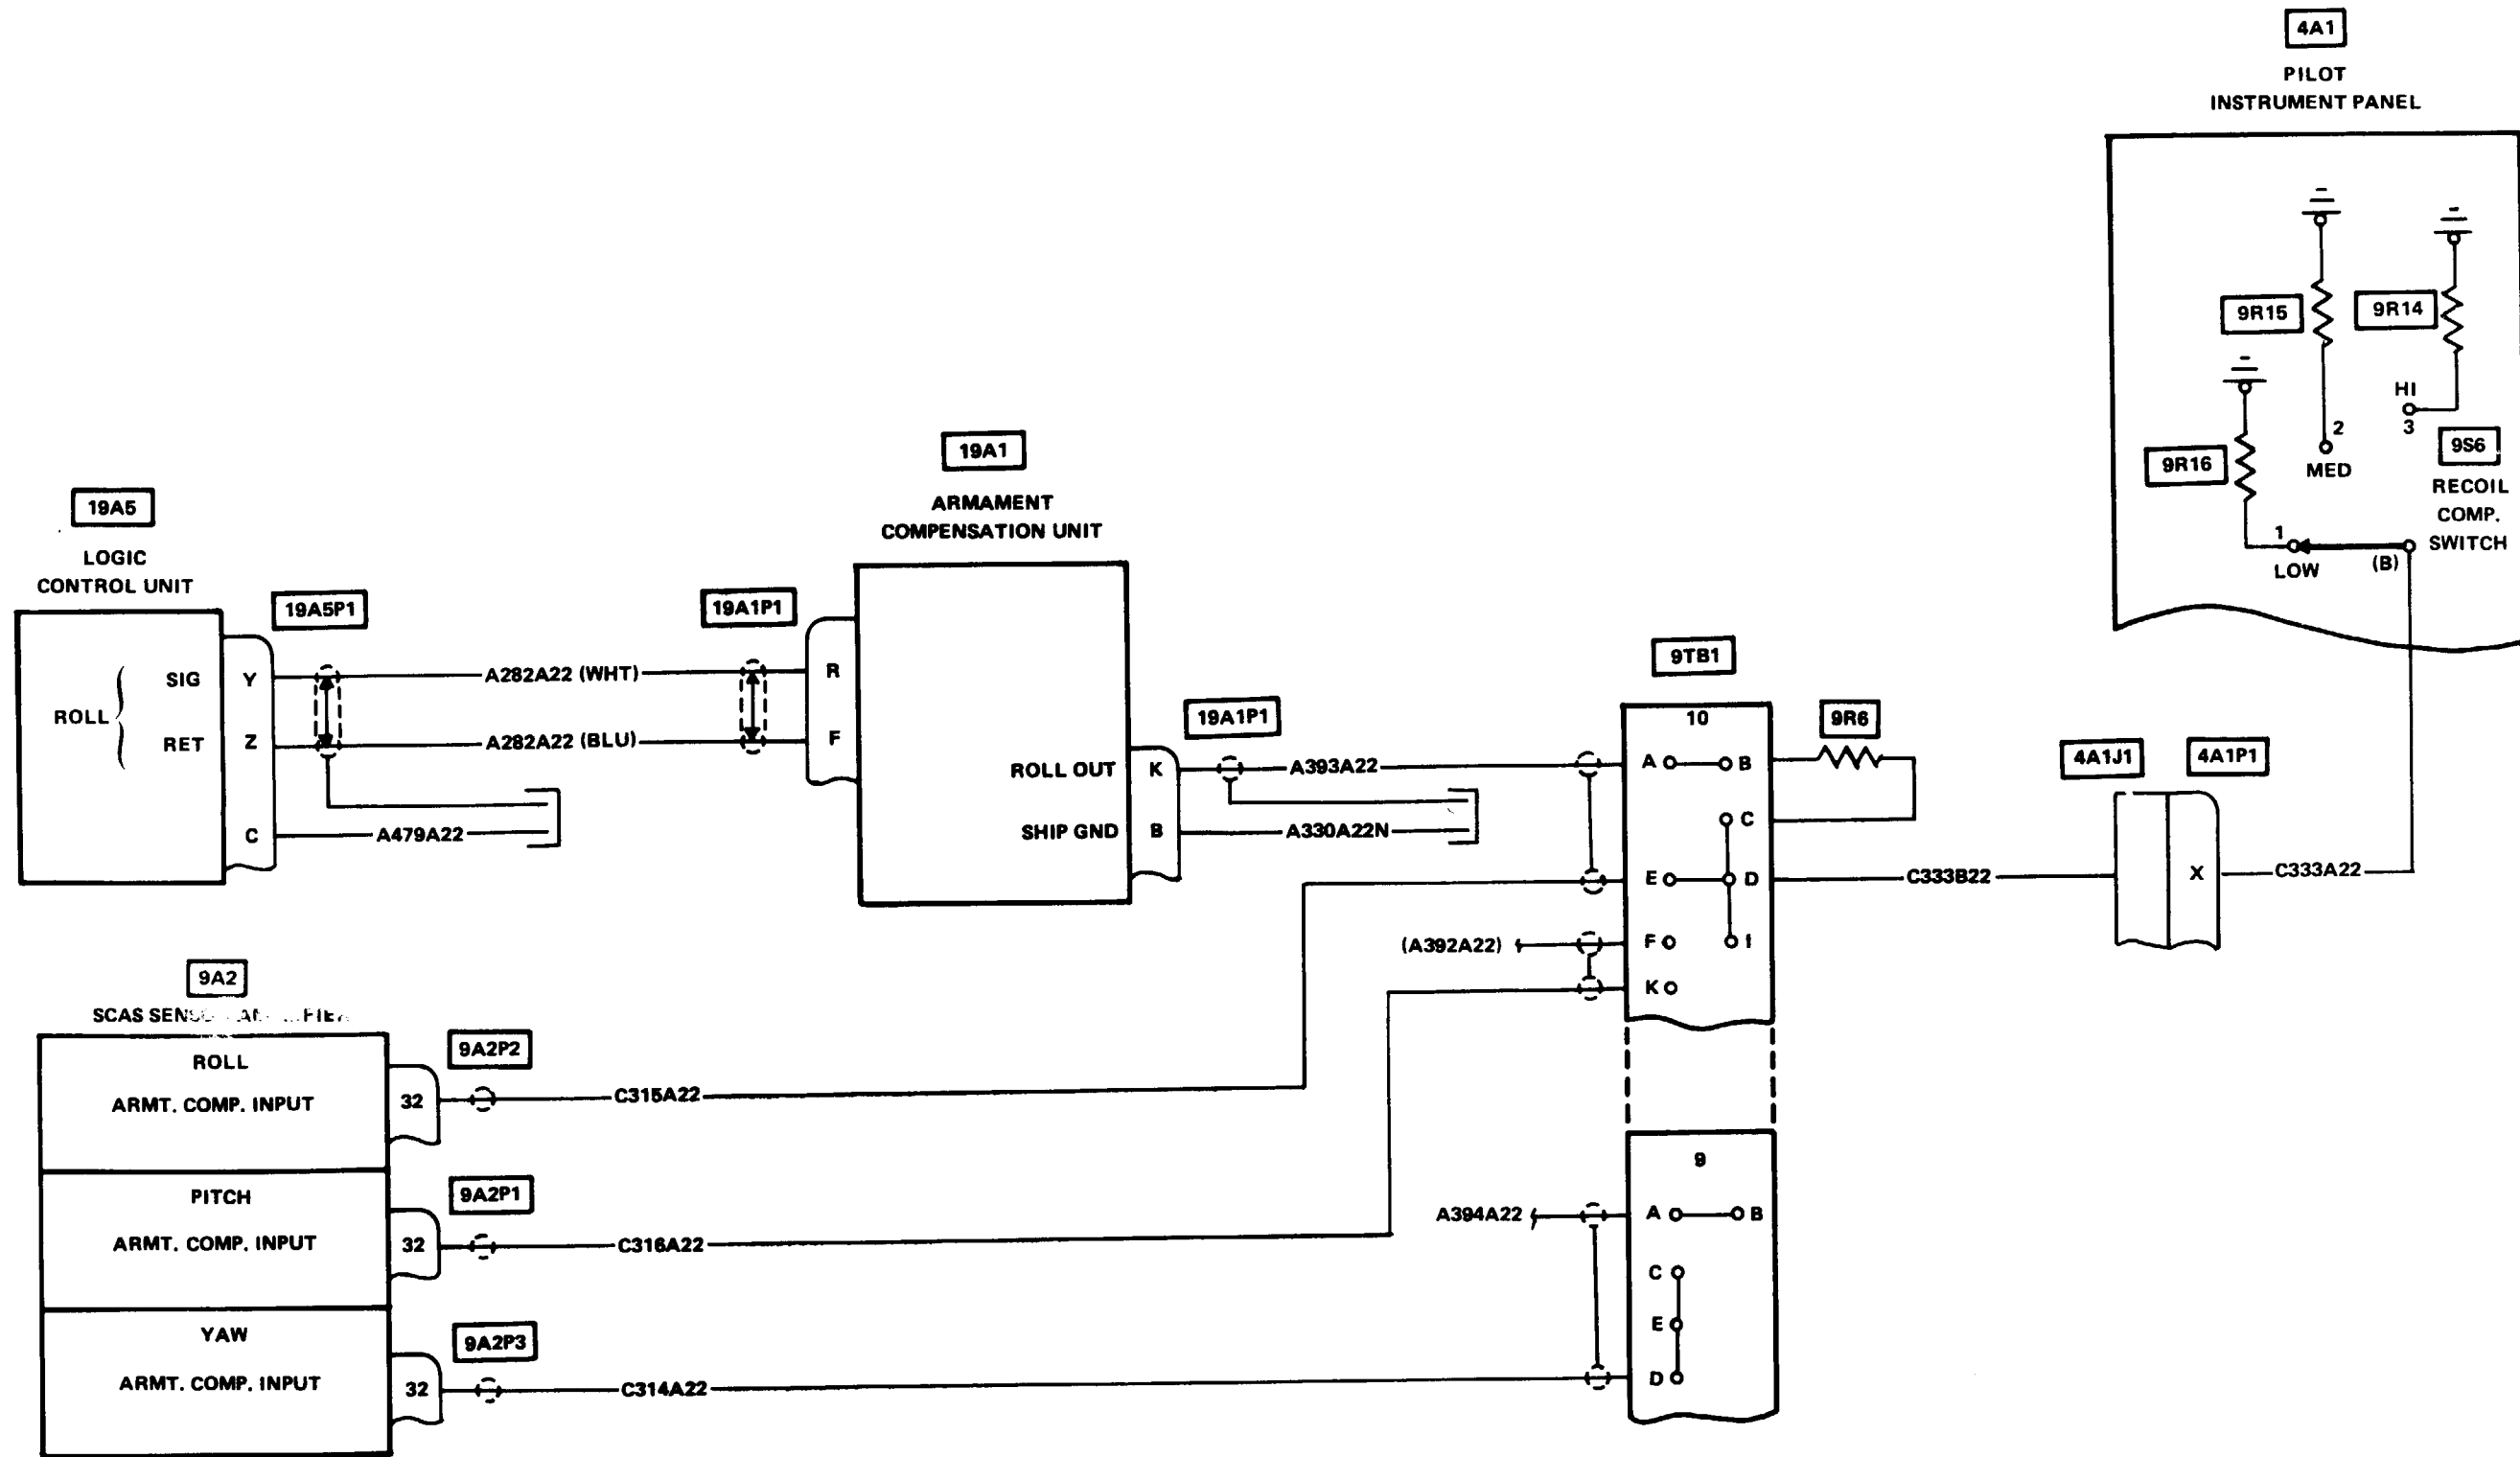 4A1
PILOT
INSTRUMENT PANEL
9R15
9R14
HI
3
2
MED
9R16
9S6
RECOIL
COMP.
SWITCH
1
LOW
(B)
19A1
ARMAMENT
COMPENSATION UNIT
19A5
LOGIC
CONTROL UNIT
19A5P1
19A1P1
ROLL
SIG
Y
A282A22 (WHT)
R
RET
Z
A282A22 (BLU)
F
C
A479A22
19A1P1
ROLL OUT
K
A393A22
SHIP GND
B
A330A22N
9TB1
10
9R6
A
B
C
E
D
F
I
K
(A392A22)
C333B22
4A1J1
4A1P1
X
C333A22
9A2
SCAS
ROLL
ARMT. COMP. INPUT
32
9A2P2
C315A22
PITCH
ARMT. COMP. INPUT
32
9A2P1
C316A22
YAW
ARMT. COMP. INPUT
32
9A2P3
C314A22
9
A394A22
A
B
C
E
D